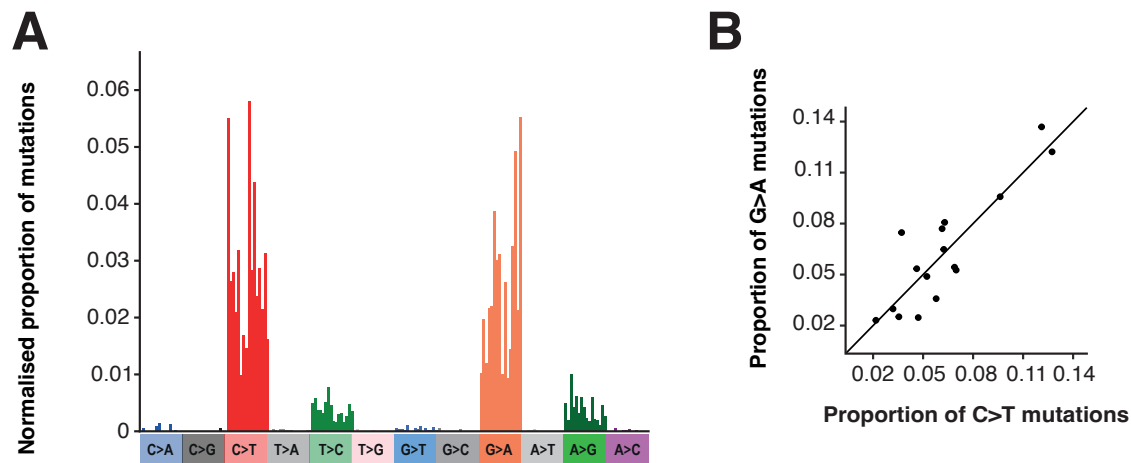 A
Normalised proportion of mutations
0.06
0.05
0.04
0.03
0.02
0.01
0
C>A C>G C>T T>A T>C T>G G>T G>C G>A A>T A>G A>C
B
Proportion of G>A mutations
0.14
0.11
0.08
0.05
0.02
0.02 0.05 0.08 0.11 0.14
Proportion of C>T mutations